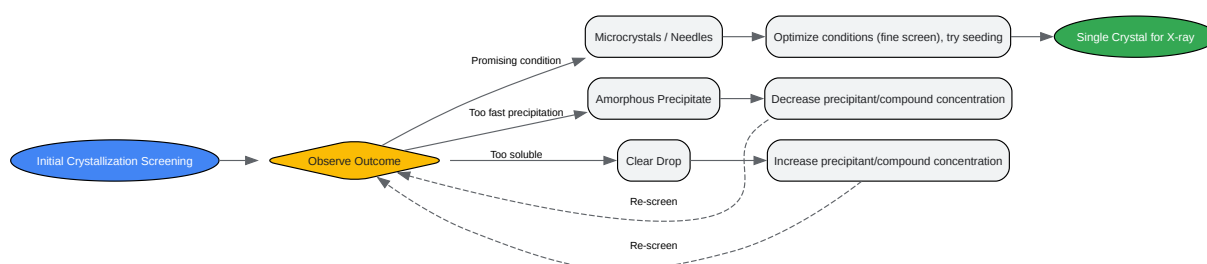 Microcrystals / Needles
Optimize conditions (fine screen), try seeding
Single Crystal for X-ray
Promising condition
Amorphous Precipitate
Decrease precipitant/compound concentration
Too fast precipitation
Initial Crystallization Screening
Observe Outcome
Too soluble
Clear Drop
Increase precipitant/compound concentration
Re-screen
Re-screen